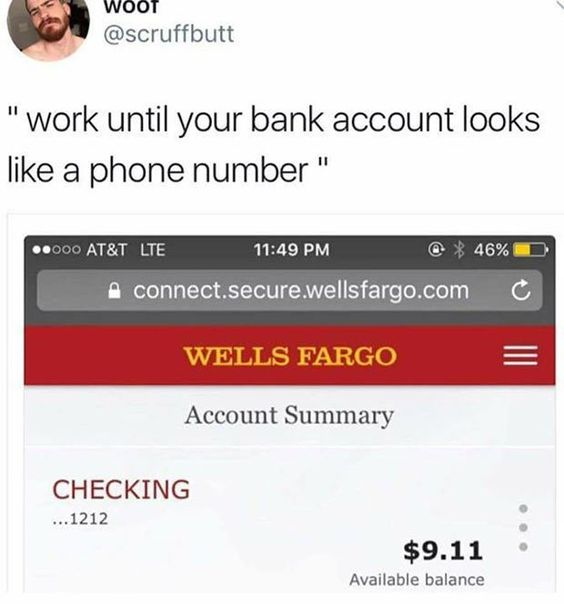 woot
@scruffbutt
" work until your bank account looks
like a phone number "
AT&T LTE 11:49 PM 46%
connect.secure.wellsfargo.com
WELLS FARGO
Account Summary
CHECKING
...1212
$9.11
Available balance